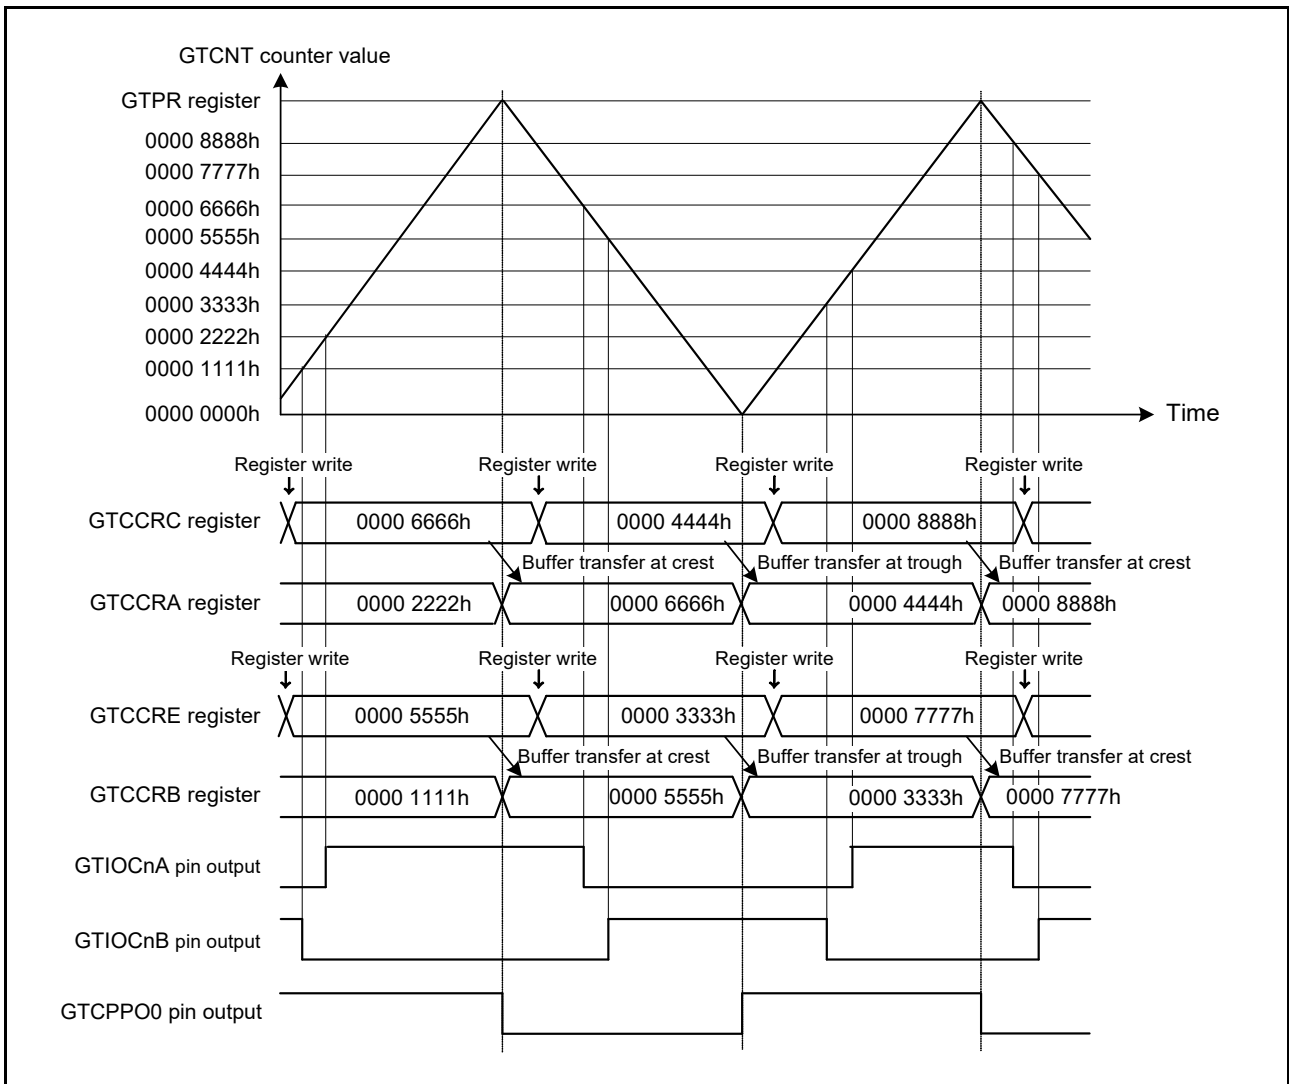 GTCNT counter value
GTPR register
0000 8888h
0000 7777h
0000 6666h
0000 5555h
0000 4444h
0000 3333h
0000 2222h
0000 1111h
0000 0000h
Time
Register write Register write Register write Register write
GTCCRC register 0000 6666h 0000 4444h 0000 8888h
Buffer transfer at crest Buffer transfer at trough Buffer transfer at crest
GTCCRA register 0000 2222h 0000 6666h 0000 4444h 0000 8888h
Register write Register write Register write Register write
GTCCRE register 0000 5555h 0000 3333h 0000 7777h
Buffer transfer at crest Buffer transfer at trough Buffer transfer at crest
GTCCRB register 0000 1111h 0000 5555h 0000 3333h 0000 7777h
GTIOCnA pin output
GTIOCnB pin output
GTCPPO0 pin output